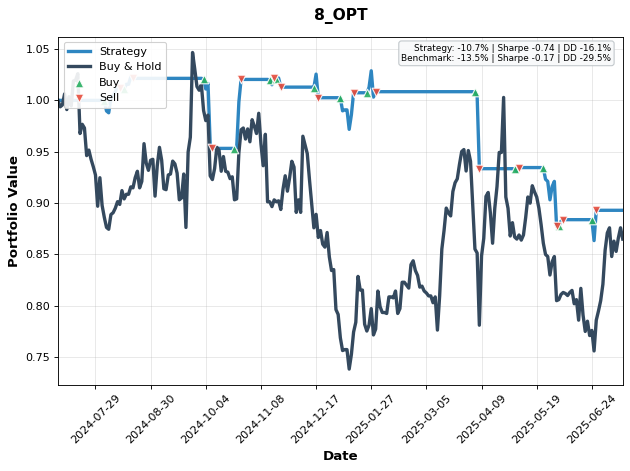 8_OPT
Strategy
Buy & Hold
Buy
Sell
Strategy: -10.7% | Sharpe -0.74 | DD -16.1%
Benchmark: -13.5% | Sharpe -0.17 | DD -29.5%
Portfolio Value
1.05
1.00
0.95
0.90
0.85
0.80
0.75
2024-07-29
2024-08-30
2024-10-04
2024-11-08
2024-12-17
2025-01-27
2025-03-05
2025-04-09
2025-05-19
2025-06-24
Date